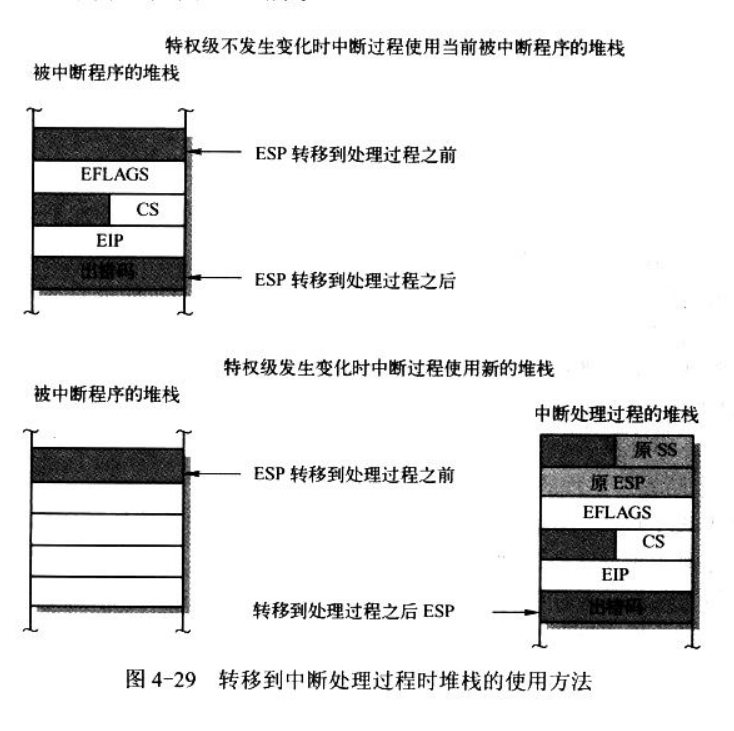 特权级不发生变化时中断过程使用当前被中断程序的堆栈
被中断程序的堆栈
ESP 转移到处理过程之前
EFLAGS
CS
EIP
出错码
ESP 转移到处理过程之后
特权级发生变化时中断过程使用新的堆栈
被中断程序的堆栈
中断处理过程的堆栈
ESP 转移到处理过程之前
原 SS
原 ESP
EFLAGS
CS
EIP
转移到处理过程之后 ESP
出错码
图 4-29 转移到中断处理过程时堆栈的使用方法